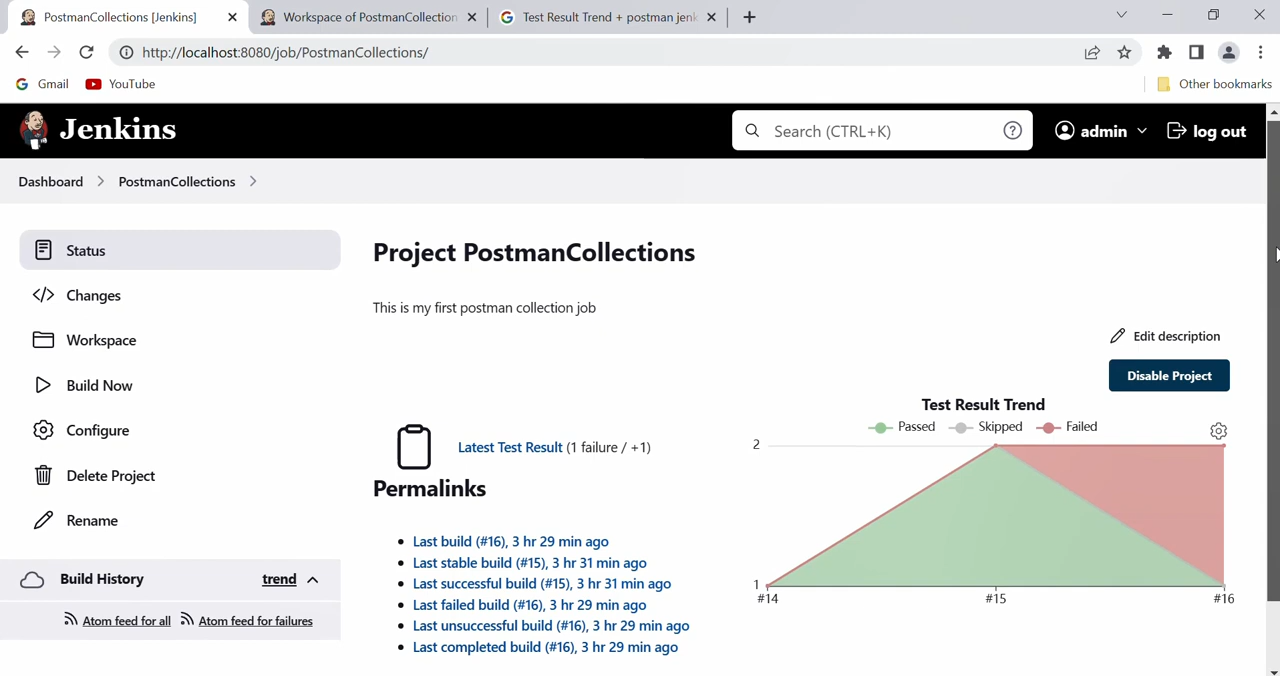 PostmanCollections [Jenkins]
Workspace of PostmanCollection
Test Result Trend + postman jenk
http://localhost:8080/job/PostmanCollections/
Gmail
YouTube
Other bookmarks
Jenkins
Search (CTRL+K)
?
admin
log out
Dashboard
PostmanCollections
Status
Changes
Workspace
Build Now
Configure
Delete Project
Rename
Build History
trend
Atom feed for all
Atom feed for failures
Project PostmanCollections
This is my first postman collection job
Edit description
Disable Project
Latest Test Result (1 failure / +1)
Permalinks
Last build (#16), 3 hr 29 min ago
Last stable build (#15), 3 hr 31 min ago
Last successful build (#15), 3 hr 31 min ago
Last failed build (#16), 3 hr 29 min ago
Last unsuccessful build (#16), 3 hr 29 min ago
Last completed build (#16), 3 hr 29 min ago
Test Result Trend
Passed Skipped Failed
2
1
#14 #15 #16